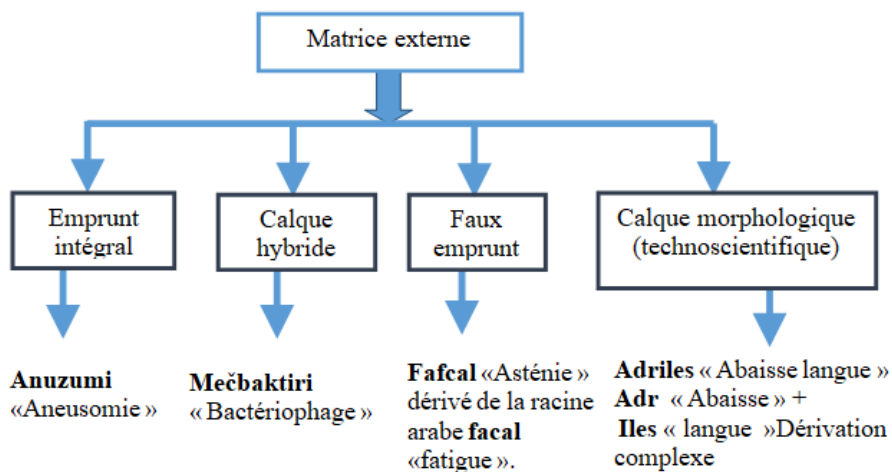 Matrice externe
Emprunt
intégral
Calque
hybride
Faux
emprunt
Calque morphologique
(technoscientifique)
Anuzumi
«Aneusomie »
Mečbaktiri
« Bactériophage »
Fafcal «Asténie »
dérivé de la racine
arabe facal
«fatigue ».
Adriles « Abaisse langue »
Adr « Abaisse » +
Iles « langue »Dérivation
complexe